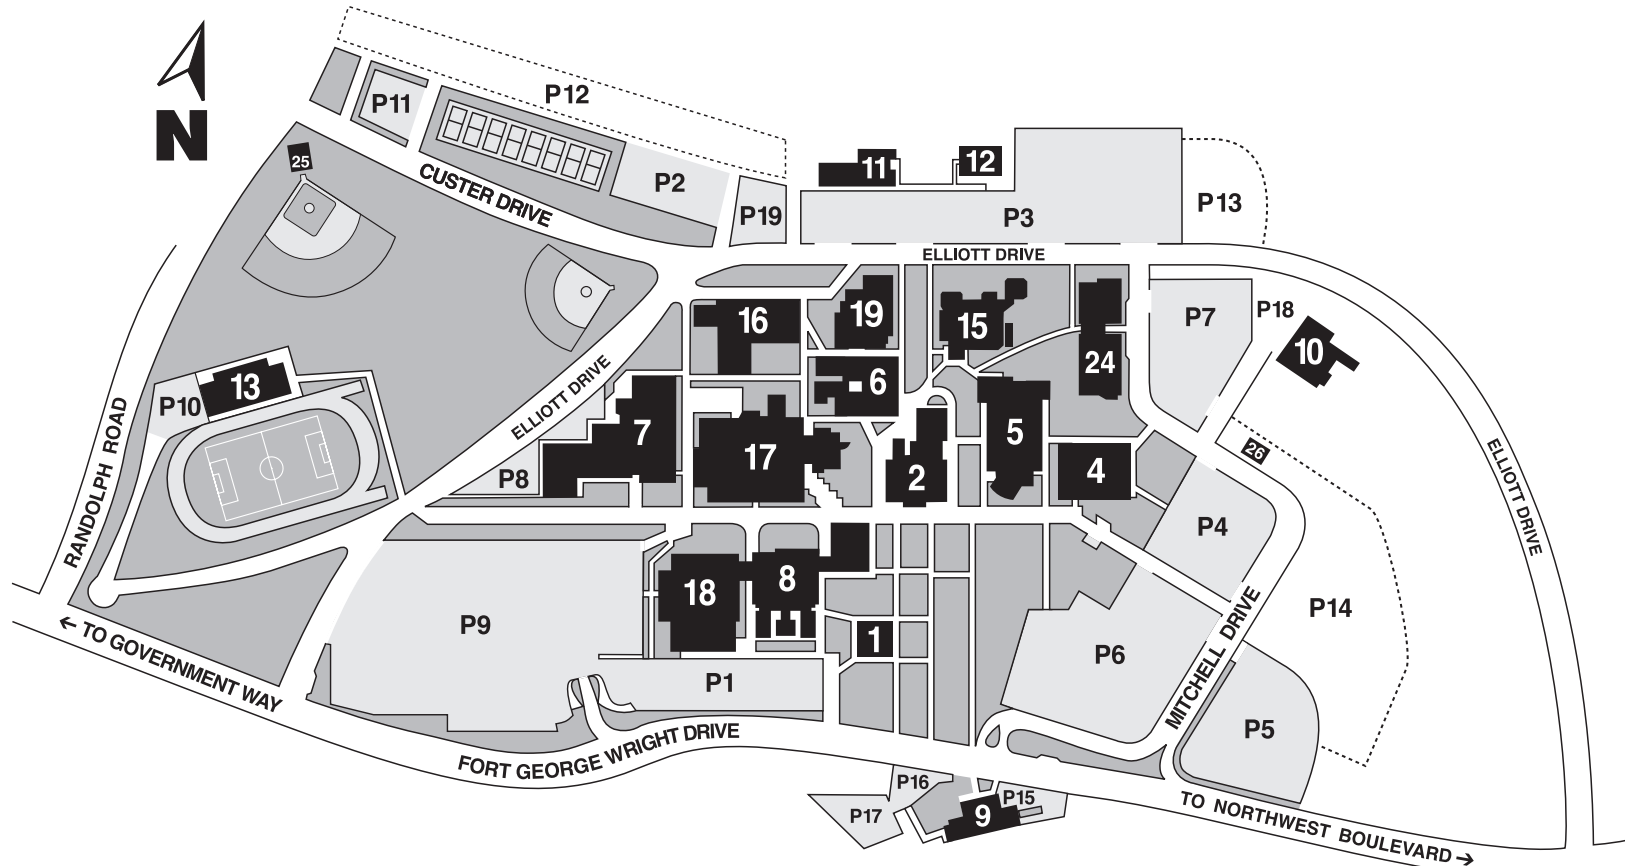 P12
P11
N
25
11
12
CUSTER DRIVE
P2
P19
P3
P13
ELLIOTT DRIVE
16
19
15
P7
P18
10
24
6
13
P10
ELLIOTT DRIVE
7
17
5
4
2
P8
26
ELLIOTT DRIVE
RANDOLPH ROAD
P4
18
8
P9
1
P14
P6
MITCHELL DRIVE
P1
P5
← TO GOVERNMENT WAY
FORT GEORGE WRIGHT DRIVE
P16
P15
P17
9
TO NORTHWEST BOULEVARD →